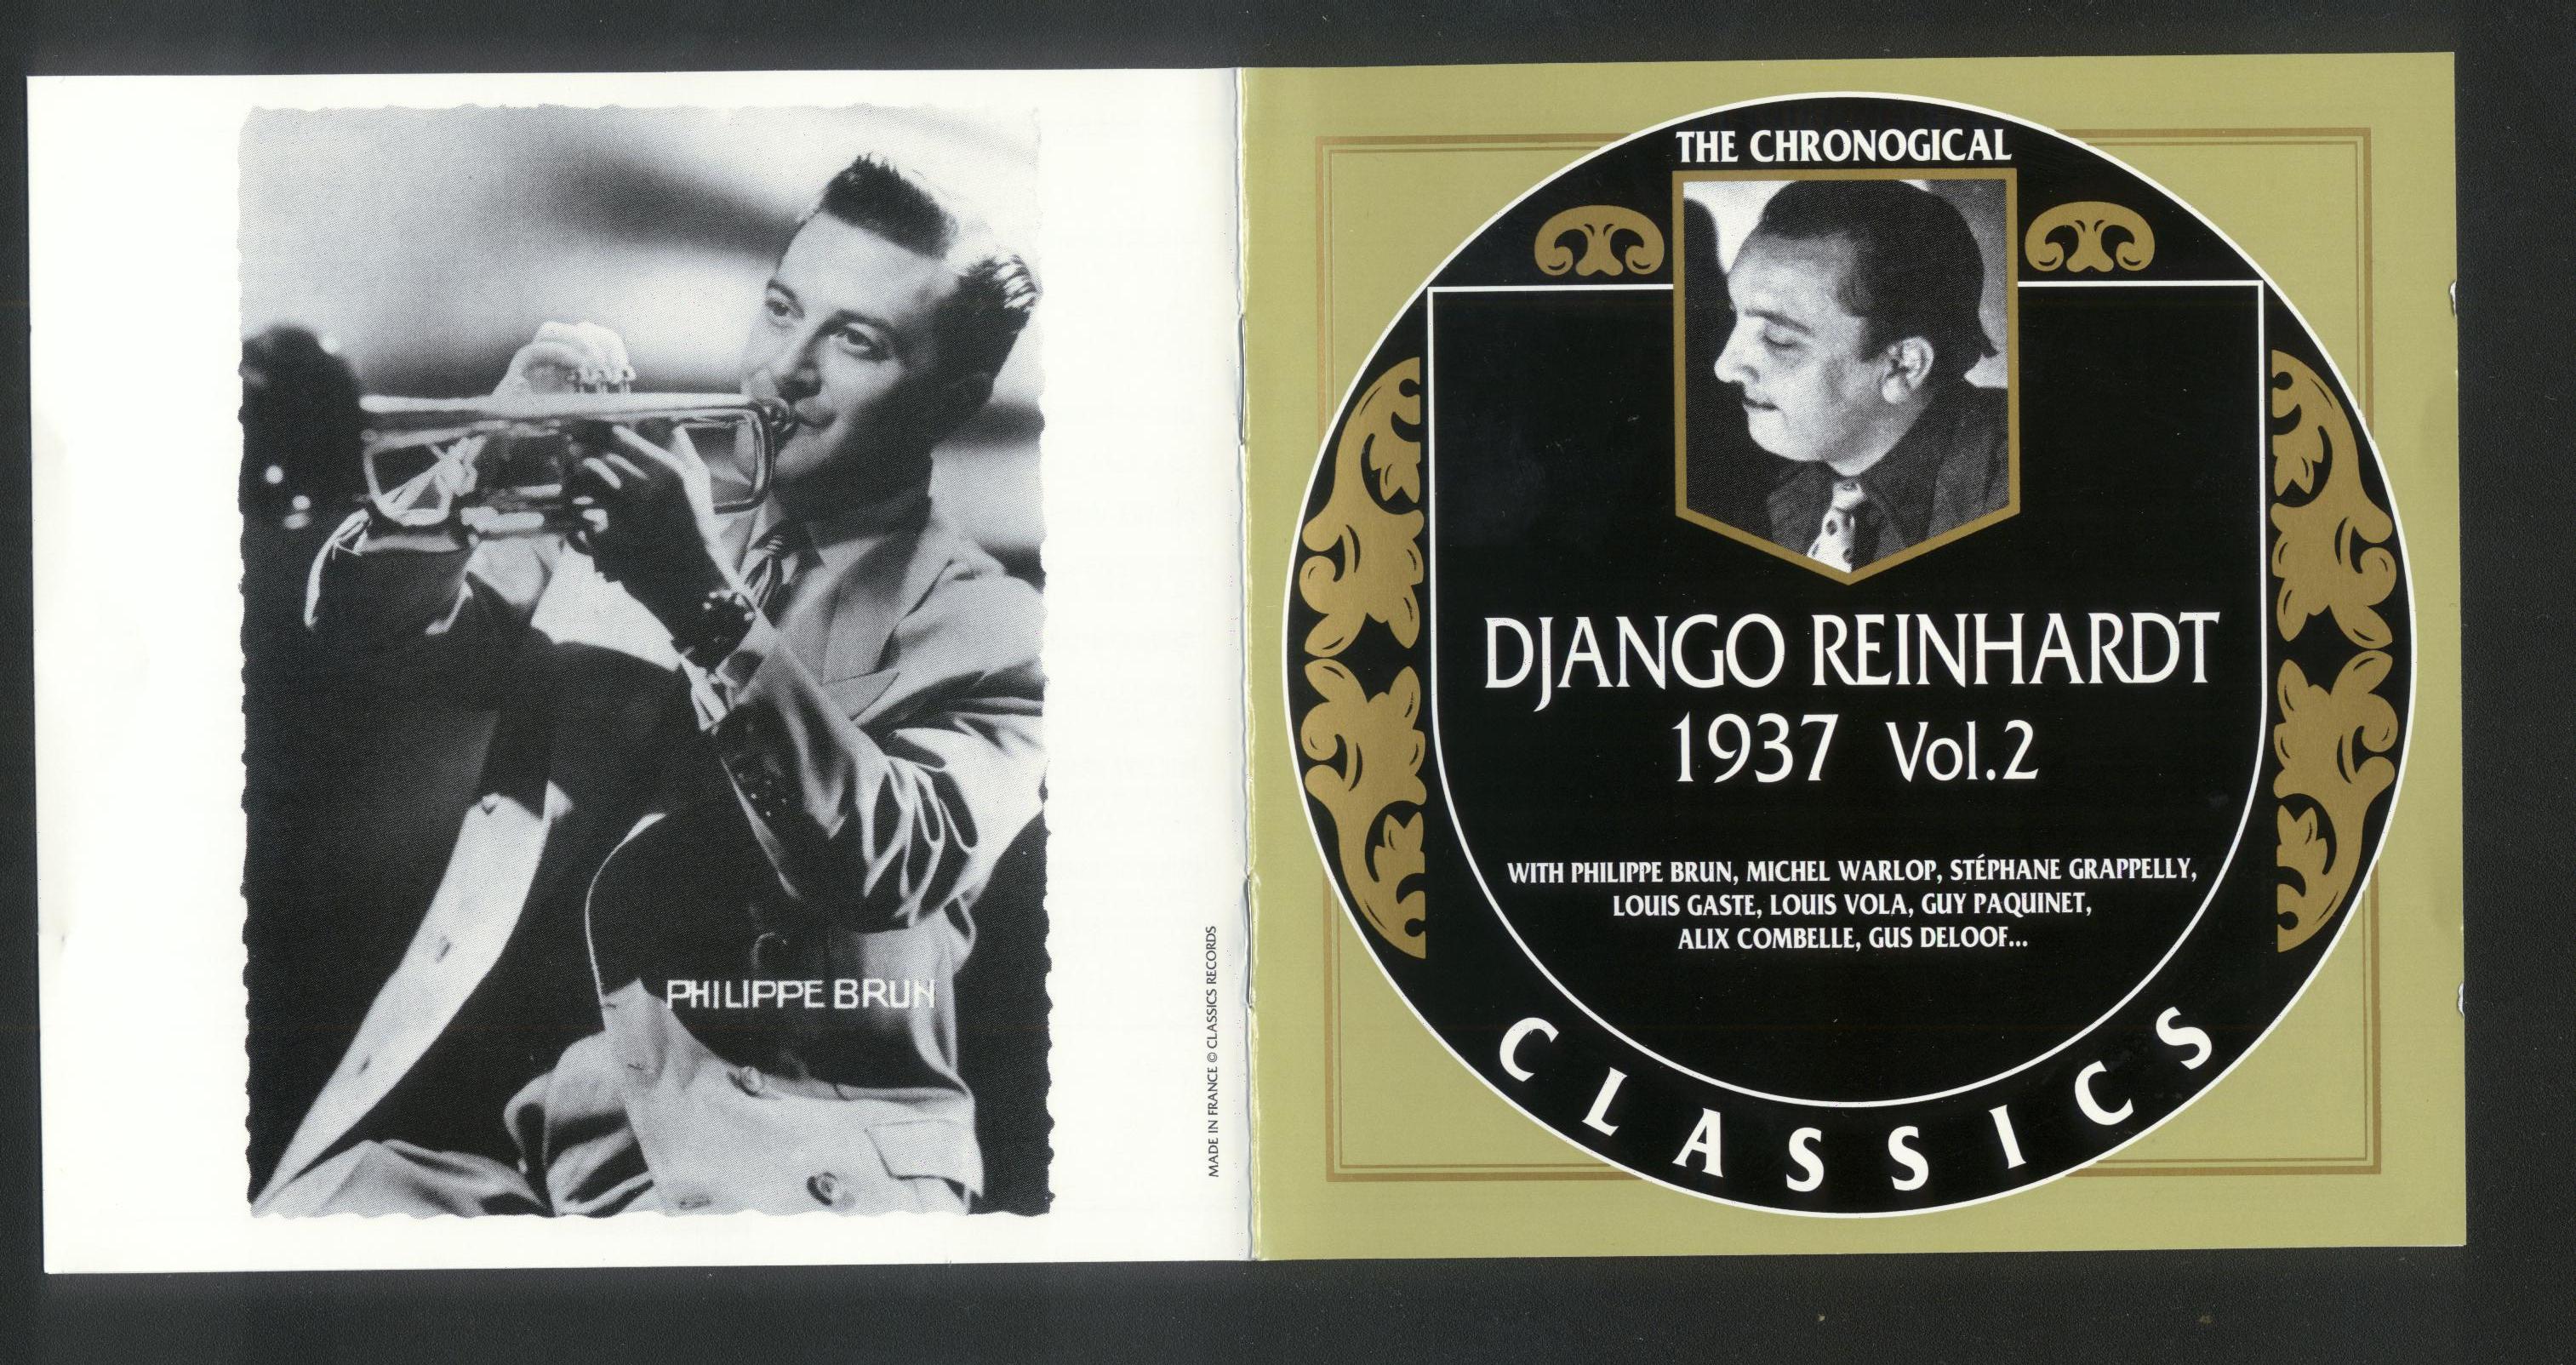 PHILIPPE BRUN
MADE IN FRANCE © CLASSICS RECORDS
THE CHRONOGICAL
DJANGO REINHARDT
1937 Vol.2
WITH PHILIPPE BRUN, MICHEL WARLOP, STÉPHANE GRAPPELLY,
LOUIS GASTE, LOUIS VOLA, GUY PAQUINET,
ALIX COMBELLE, GUS DELOOF...
CLASSICS